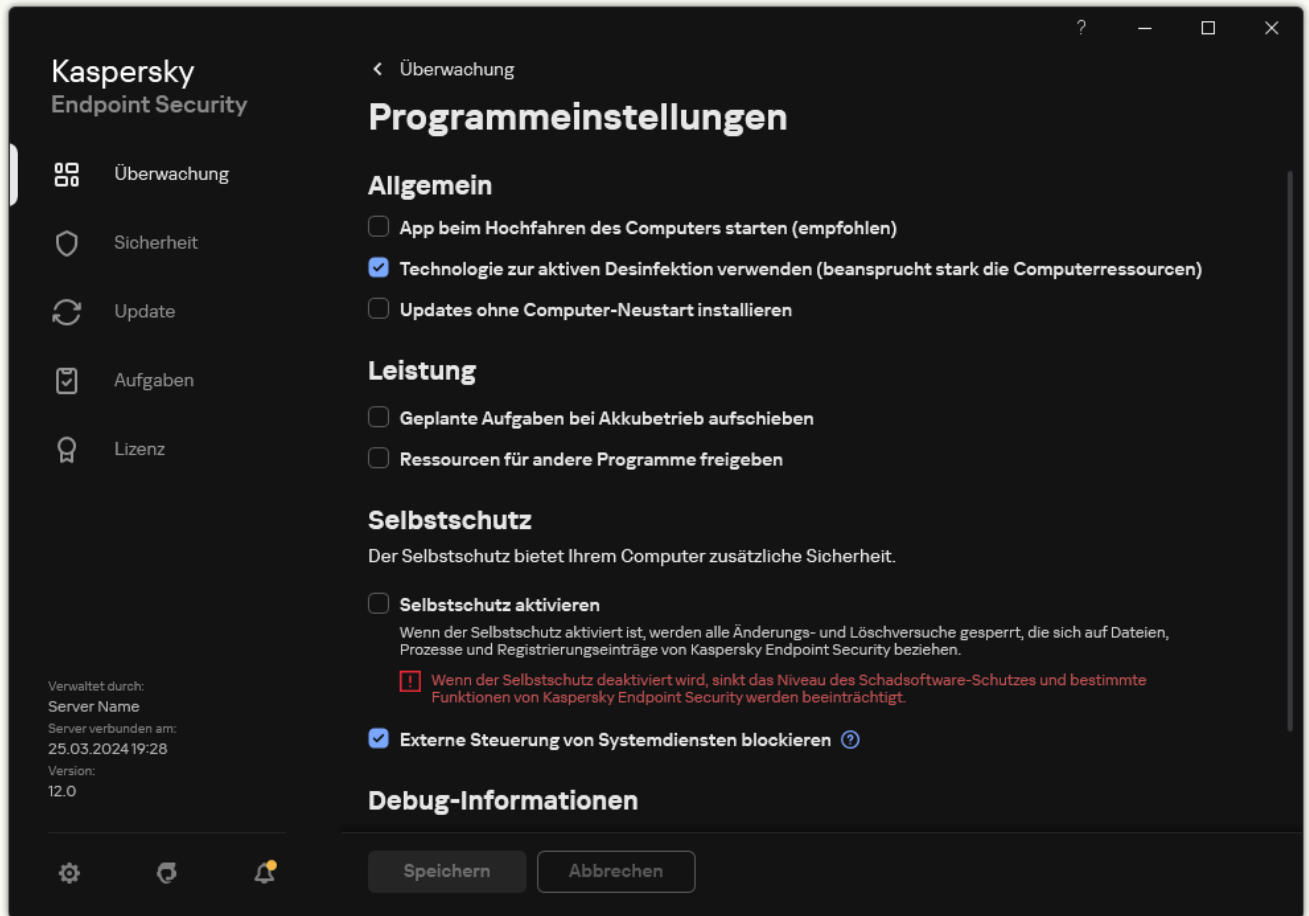 Kaspersky
Endpoint Security
Überwachung
Sicherheit
Update
Aufgaben
Lizenz
Verwaltet durch:
Server Name
Server verbunden am:
25.03.2024 19:28
Version:
12.0
?
Überwachung
Programmeinstellungen
Allgemein
App beim Hochfahren des Computers starten (empfohlen)
Technologie zur aktiven Desinfektion verwenden (beansprucht stark die Computerressourcen)
Updates ohne Computer-Neustart installieren
Leistung
Geplante Aufgaben bei Akkubetrieb aufschieben
Ressourcen für andere Programme freigeben
Selbstschutz
Der Selbstschutz bietet Ihrem Computer zusätzliche Sicherheit.
Selbstschutz aktivieren
Wenn der Selbstschutz aktiviert ist, werden alle Änderungs- und Löschversuche gesperrt, die sich auf Dateien,
Prozesse und Registrierungseinträge von Kaspersky Endpoint Security beziehen.
! Wenn der Selbstschutz deaktiviert wird, sinkt das Niveau des Schadsoftware-Schutzes und bestimmte
Funktionen von Kaspersky Endpoint Security werden beeinträchtigt.
Externe Steuerung von Systemdiensten blockieren ?
Debug-Informationen
Speichern
Abbrechen